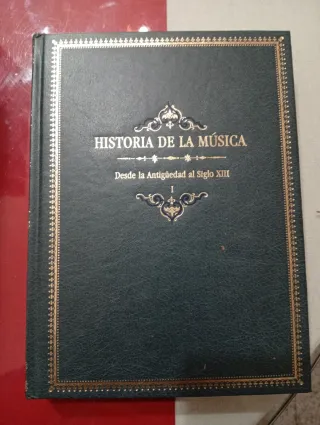 HISTORIA DE LA MÚSICA
Desde la Antigüedad al Siglo XIII
I